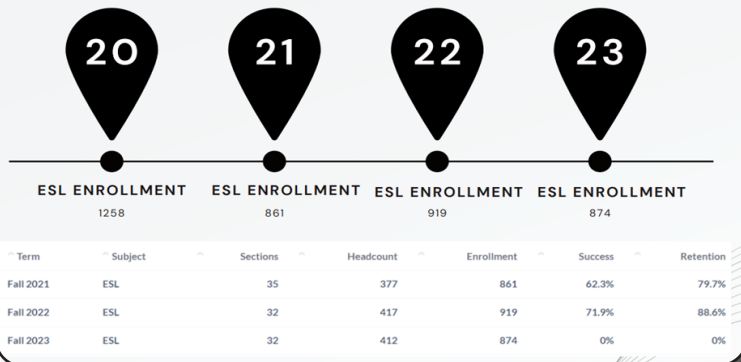 20 21 22 23
ESL ENROLLMENT ESL ENROLLMENT ESL ENROLLMENT ESL ENROLLMENT
1258 861 919 874
Term Subject Sections Headcount Enrollment Success Retention
Fall 2021 ESL 35 377 861 62.3% 79.7%
Fall 2022 ESL 32 417 919 71.9% 88.6%
Fall 2023 ESL 32 412 874 0% 0%